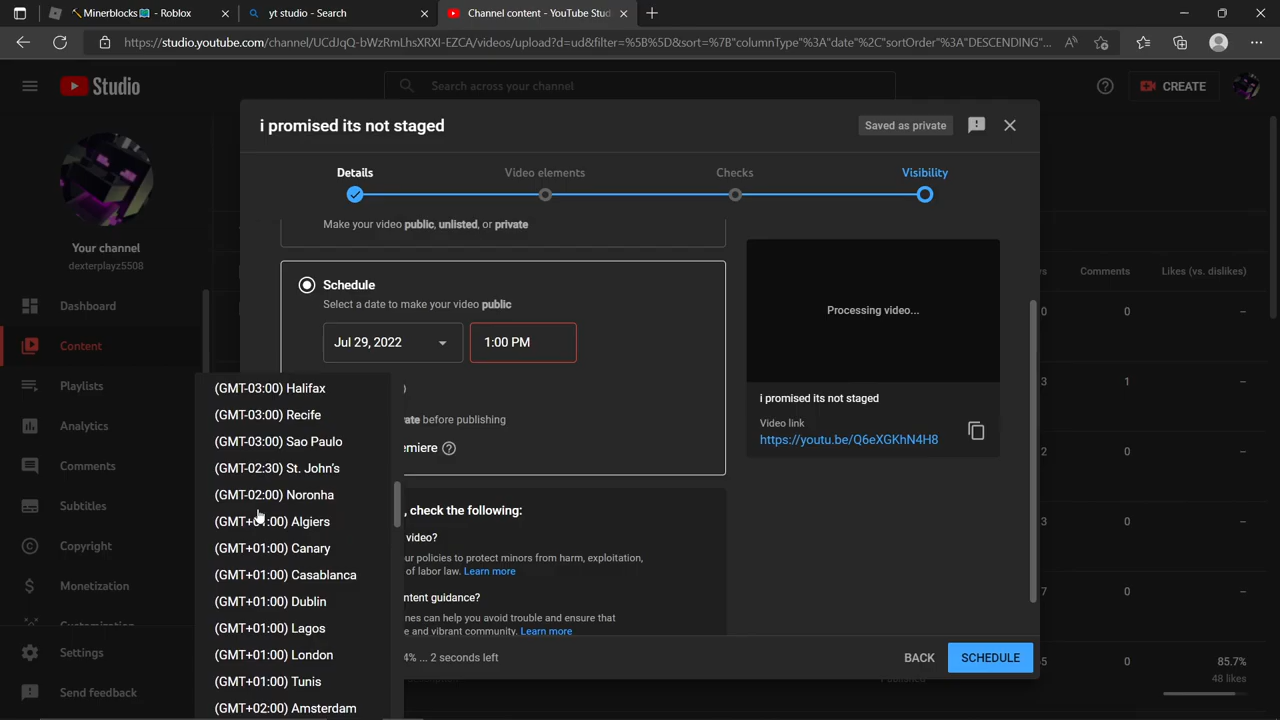 ⛏Minerblocks📖 - Roblox
yt studio - Search
Channel content - YouTube Stud
https://studio.youtube.com/channel/UCdJqQ-bWzRmLhsXRXI-EZCA/videos/upload?d=ud&filter=%5B%5D&sort=%7B"columnType"%3A"date"%2C"sortOrder"%3A"DESCENDING"...
Studio
Search across your channel
CREATE
i promised its not staged
Saved as private
Details
Video elements
Checks
Visibility
Your channel
dexterplayz5508
Make your video public, unlisted, or private
Schedule
Select a date to make your video public
Jul 29, 2022
1:00 PM
Processing video...
Comments
Likes (vs. dislikes)
Dashboard
Content
Playlists
Analytics
Comments
Subtitles
Copyright
Monetization
Settings
Send feedback
(GMT-03:00) Halifax
(GMT-03:00) Recife
(GMT-03:00) Sao Paulo
(GMT-02:30) St. John's
(GMT-02:00) Noronha
(GMT+01:00) Algiers
(GMT+01:00) Canary
(GMT+01:00) Casablanca
(GMT+01:00) Dublin
(GMT+01:00) Lagos
(GMT+01:00) London
(GMT+01:00) Tunis
(GMT+02:00) Amsterdam
before publishing
i promised its not staged
Video link
https://youtu.be/Q6eXGKhN4H8
, check the following:
video?
policies to protect minors from harm, exploitation,
of labor law. Learn more
guidance?
can help you avoid trouble and ensure that
and vibrant community. Learn more
4% ... 2 seconds left
BACK
SCHEDULE
0
0
1
0
0
0
0
85.7%
48 likes